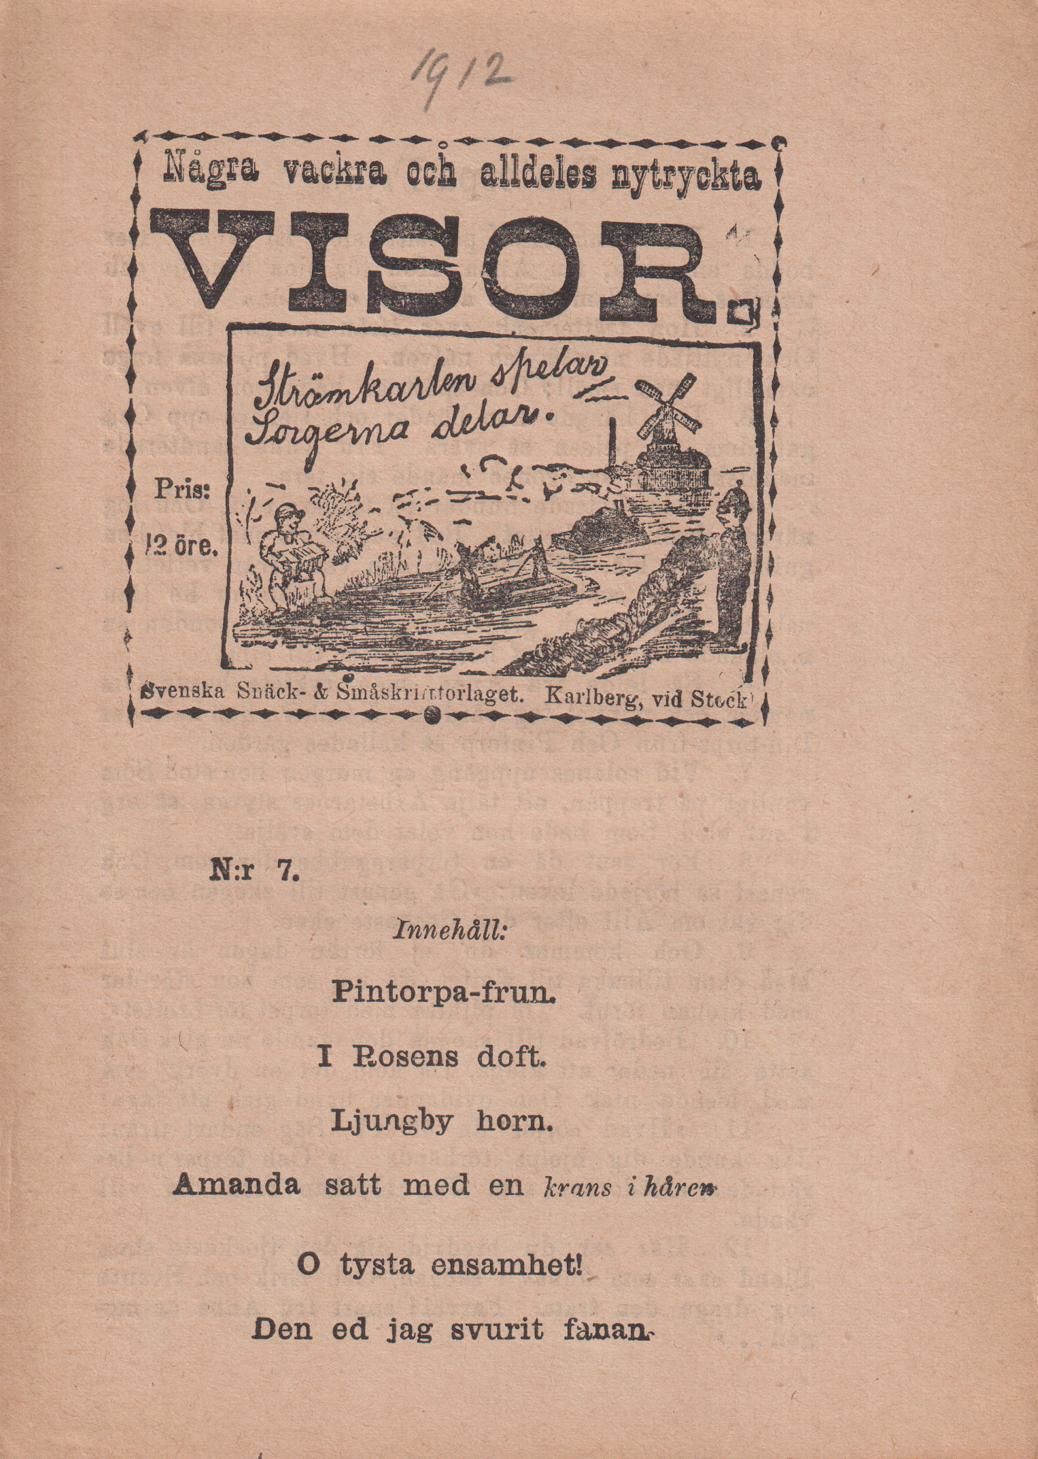 1912
Några vackra och alldeles nytryckta
VISOR.
Strömkarlen spelar
Sorgerna delar.
Pris:
12 öre.
Svenska Snäck- & Småskriftförlaget. Karlberg, vid Stock
N:r 7.
Innehåll:
Pintorpa-frun.
I Rosens doft.
Ljungby horn.
Amanda satt med en krans i håren
O tysta ensamhet!
Den ed jag svurit fanan.